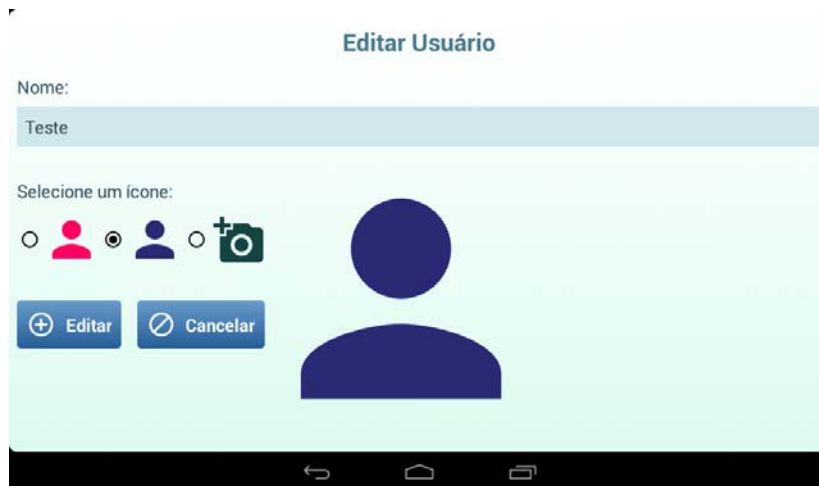 Editar Usuário
Nome:
Teste
Selecione um ícone:
Editar
Cancelar